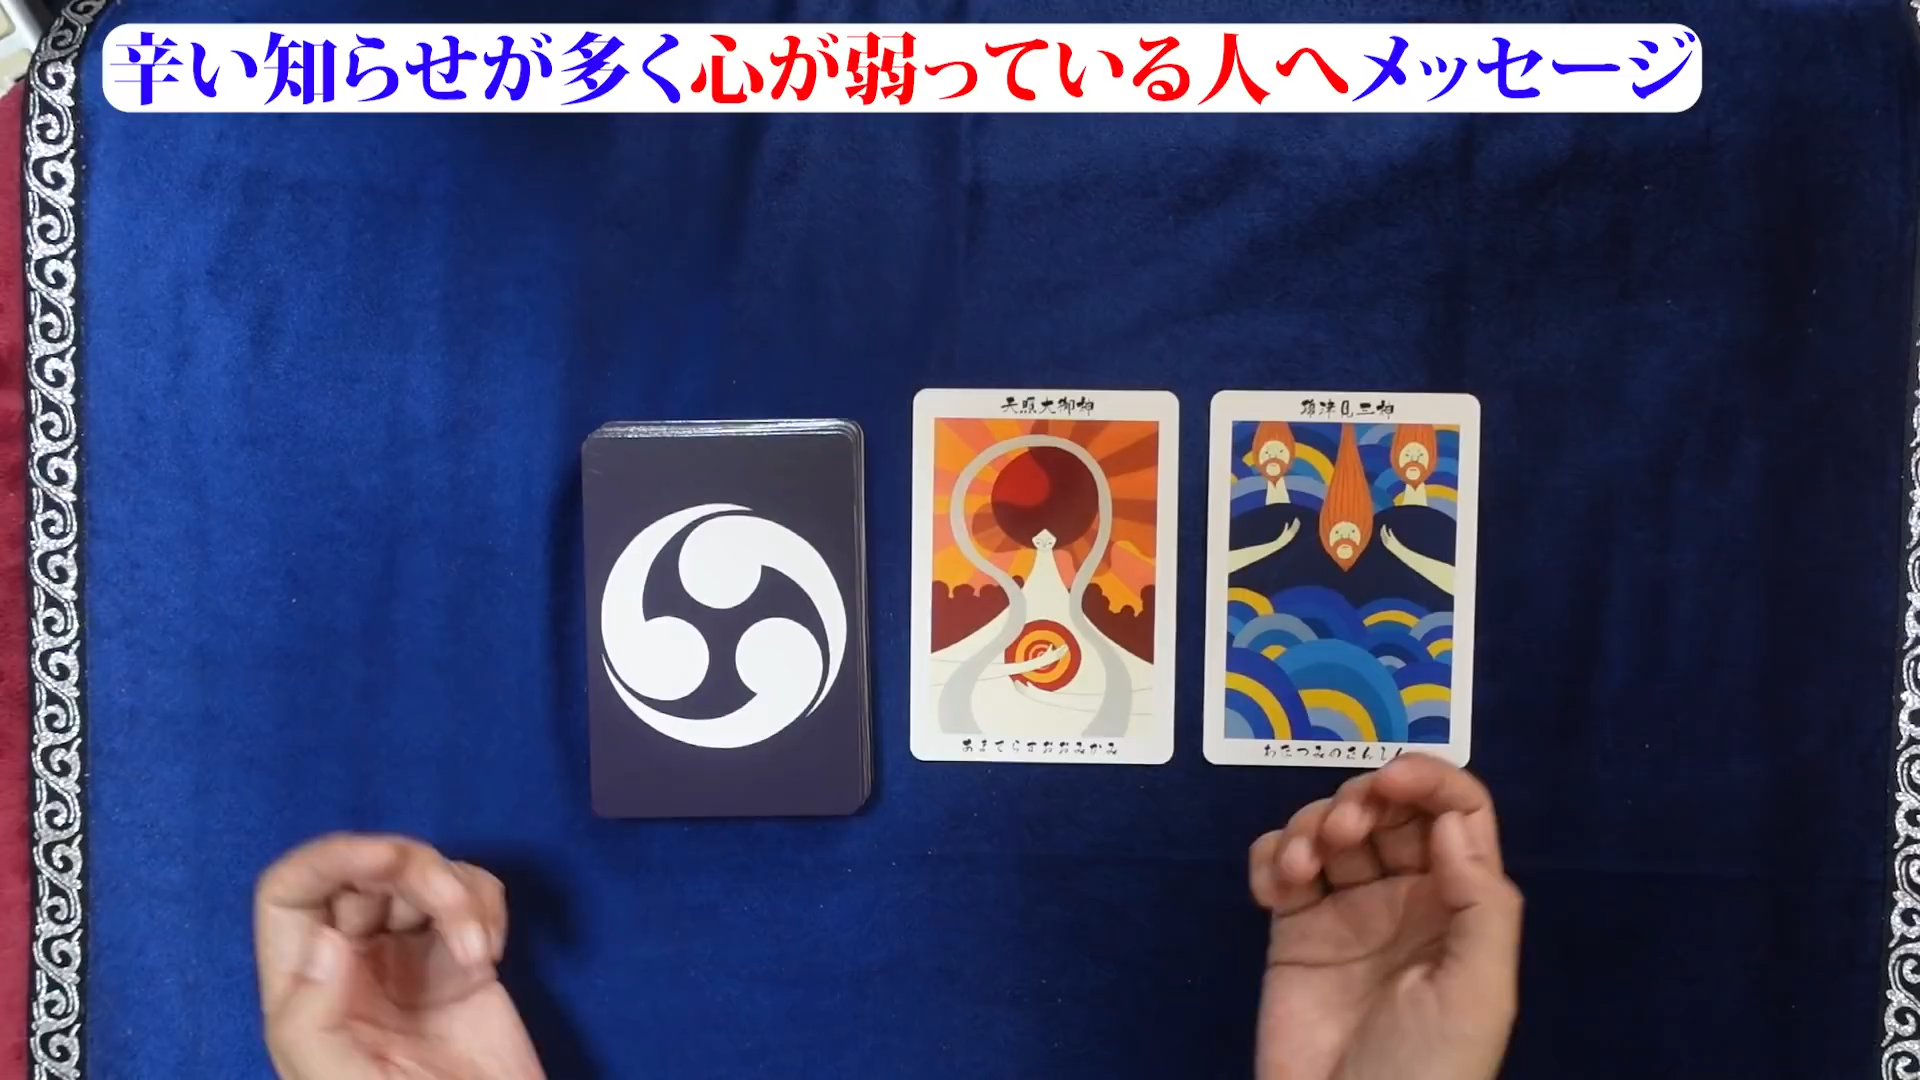 辛い知らせが多く心が弱っている人へメッセージ
天照大御神
あまてらすおおみかみ
海津見三神
わたつみのさんしん